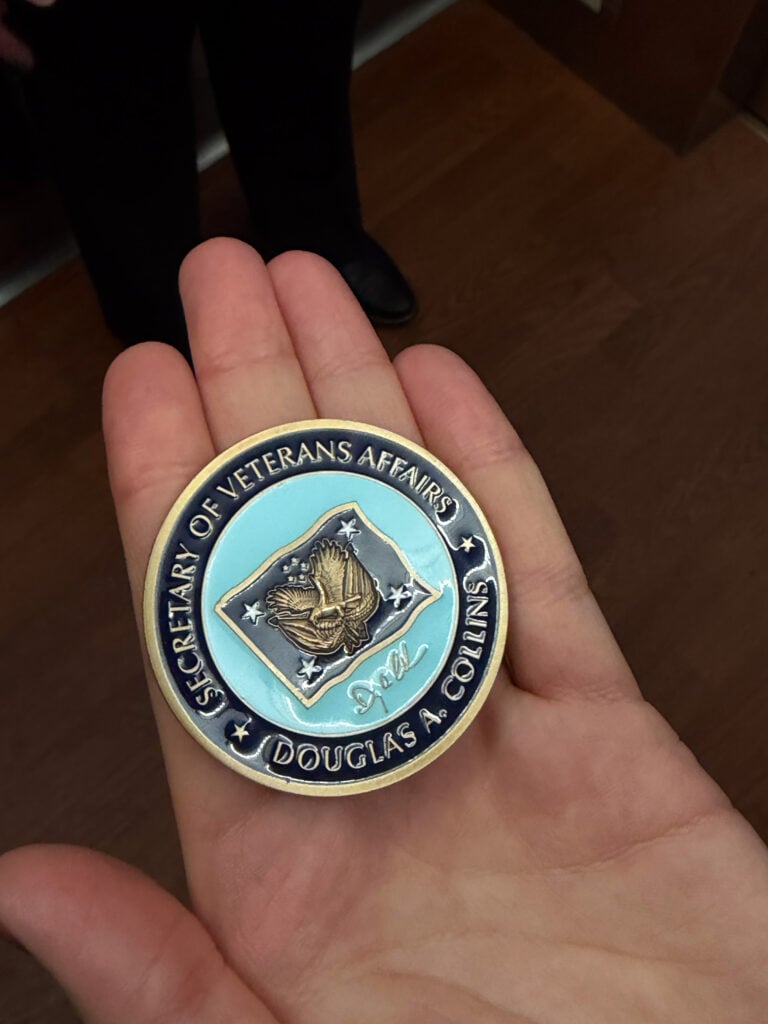 SECRETARY OF VETERANS AFFAIRS
DOUGLAS A. COLLINS